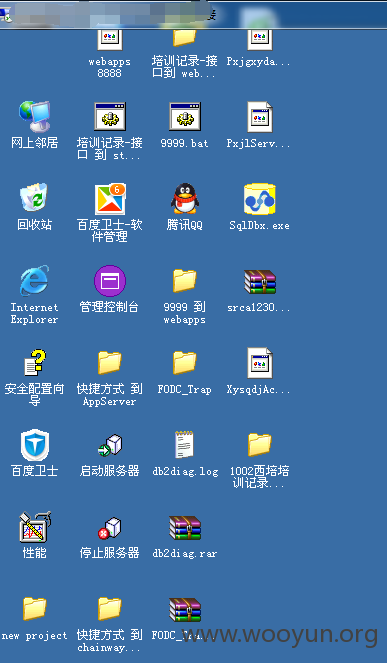 接
webapps
8888
培训记录-接
口到 web...
Pxjgxyda...
网上邻居
培训记录-接
口 到 st...
9999.bat
PxjlServ...
回收站
百度卫士-软
件管理
6
腾讯QQ
SqlDbx.exe
Internet
Explorer
管理控制台
9999 到
webapps
srca1230...
安全配置向
导
快捷方式 到
AppServer
FODC_Trap
XysqdjAc...
百度卫士
启动服务器
db2diag.log
1002西培培
训记录...
性能
停止服务器
db2diag.rar
new project
快捷方式 到
chainway...
www.wooyun.org